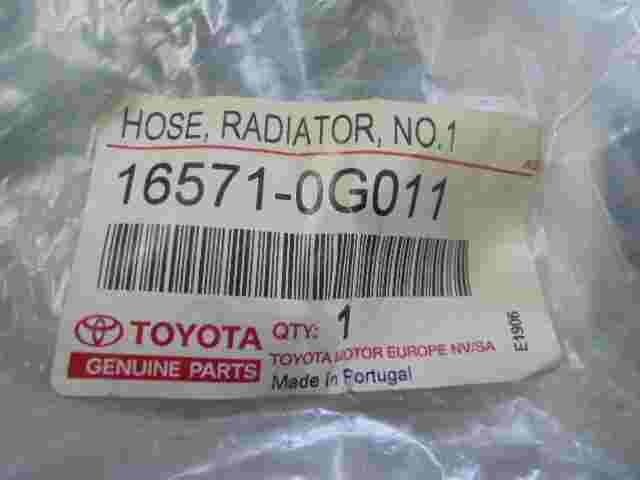 HOSE, RADIATOR, NO.1
16571-0G011
TOYOTA
GENUINE PARTS
QTY: 1
TOYOTA MOTOR EUROPE NV/SA
Made in Portugal
E1906